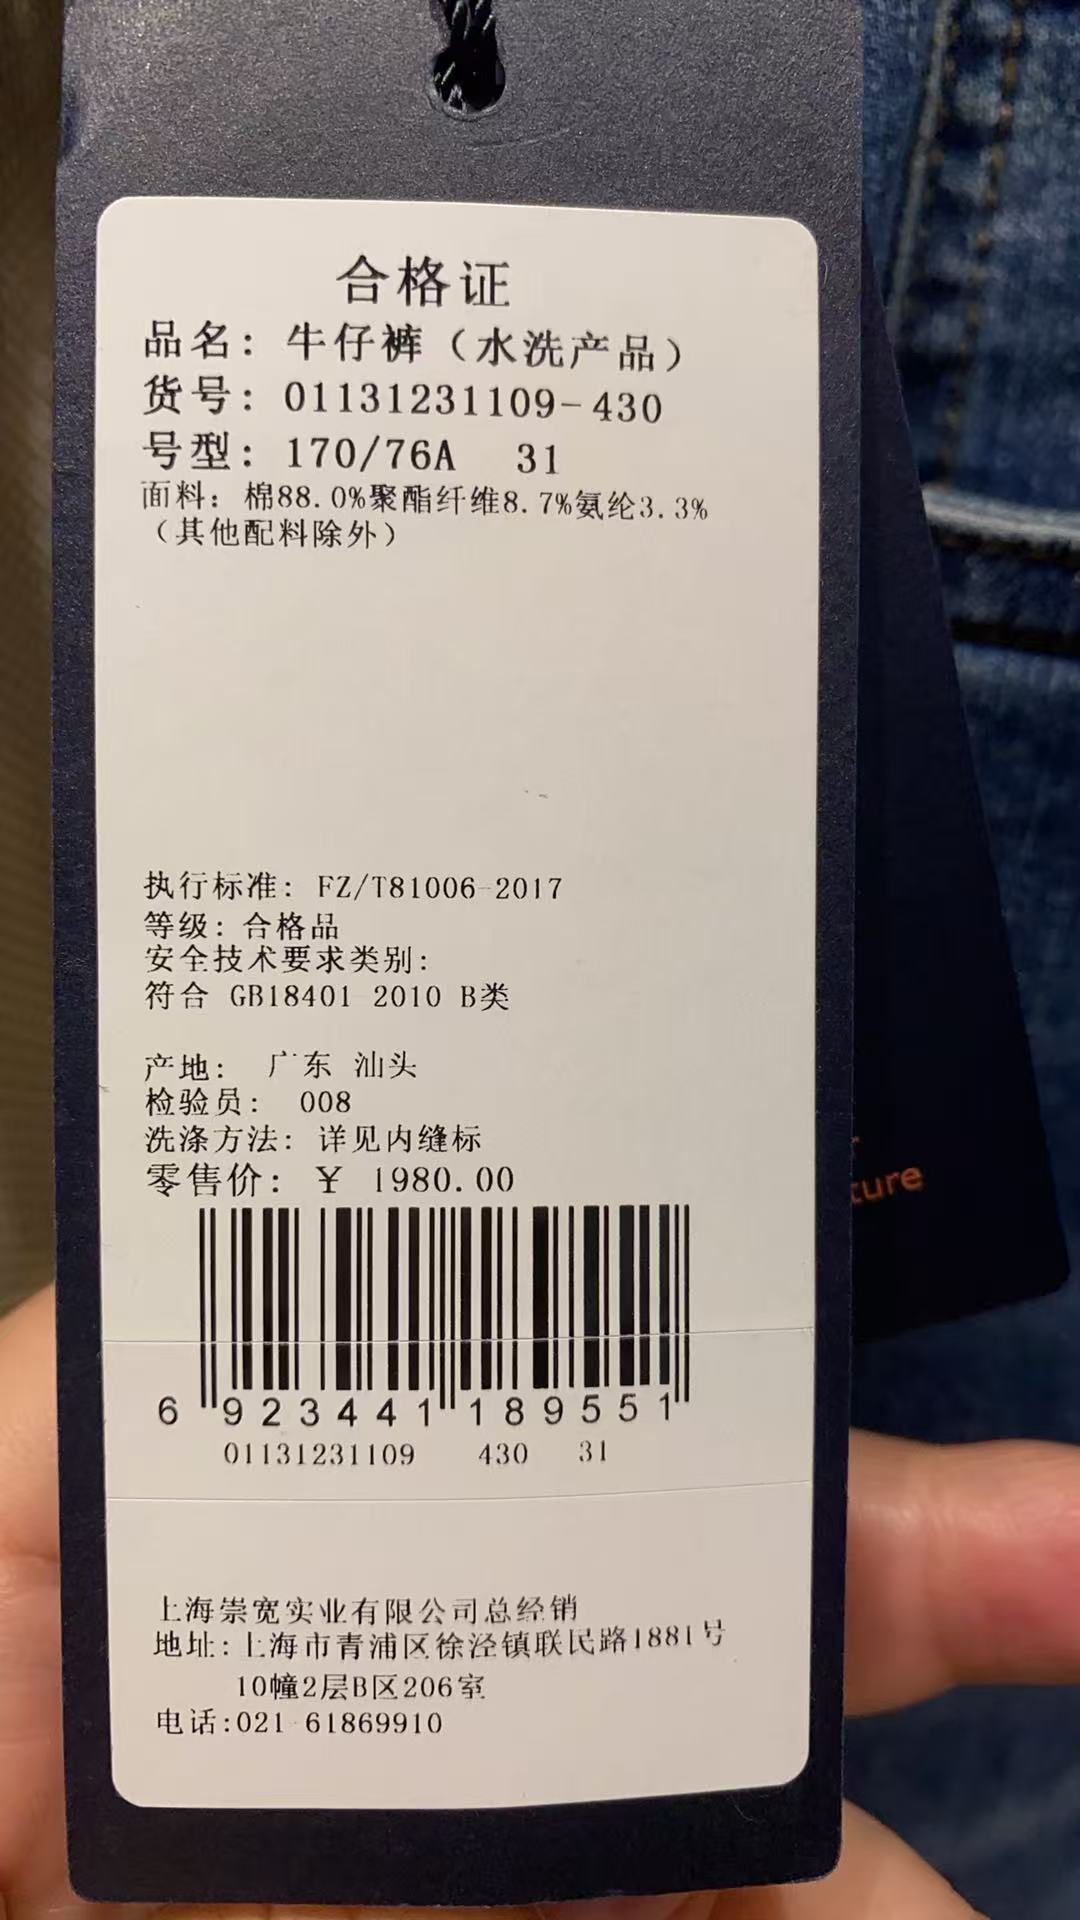 合格证
品名：牛仔裤（水洗产品）
货号：01131231109-430
号型：170/76A 31
面料：棉88.0%聚酯纤维8.7%氨纶3.3%
（其他配料除外）
执行标准：FZ/T81006-2017
等级：合格品
安全技术要求类别：
符合 GB18401-2010 B类
产地：广东 汕头
检验员：008
洗涤方法：详见内缝标
零售价：￥ 1980.00
ture
6 923441 189551
01131231109 430 31
上海崇宽实业有限公司总经销
地址:上海市青浦区徐泾镇联民路1881号
10幢2层B区206室
电话:021-61869910